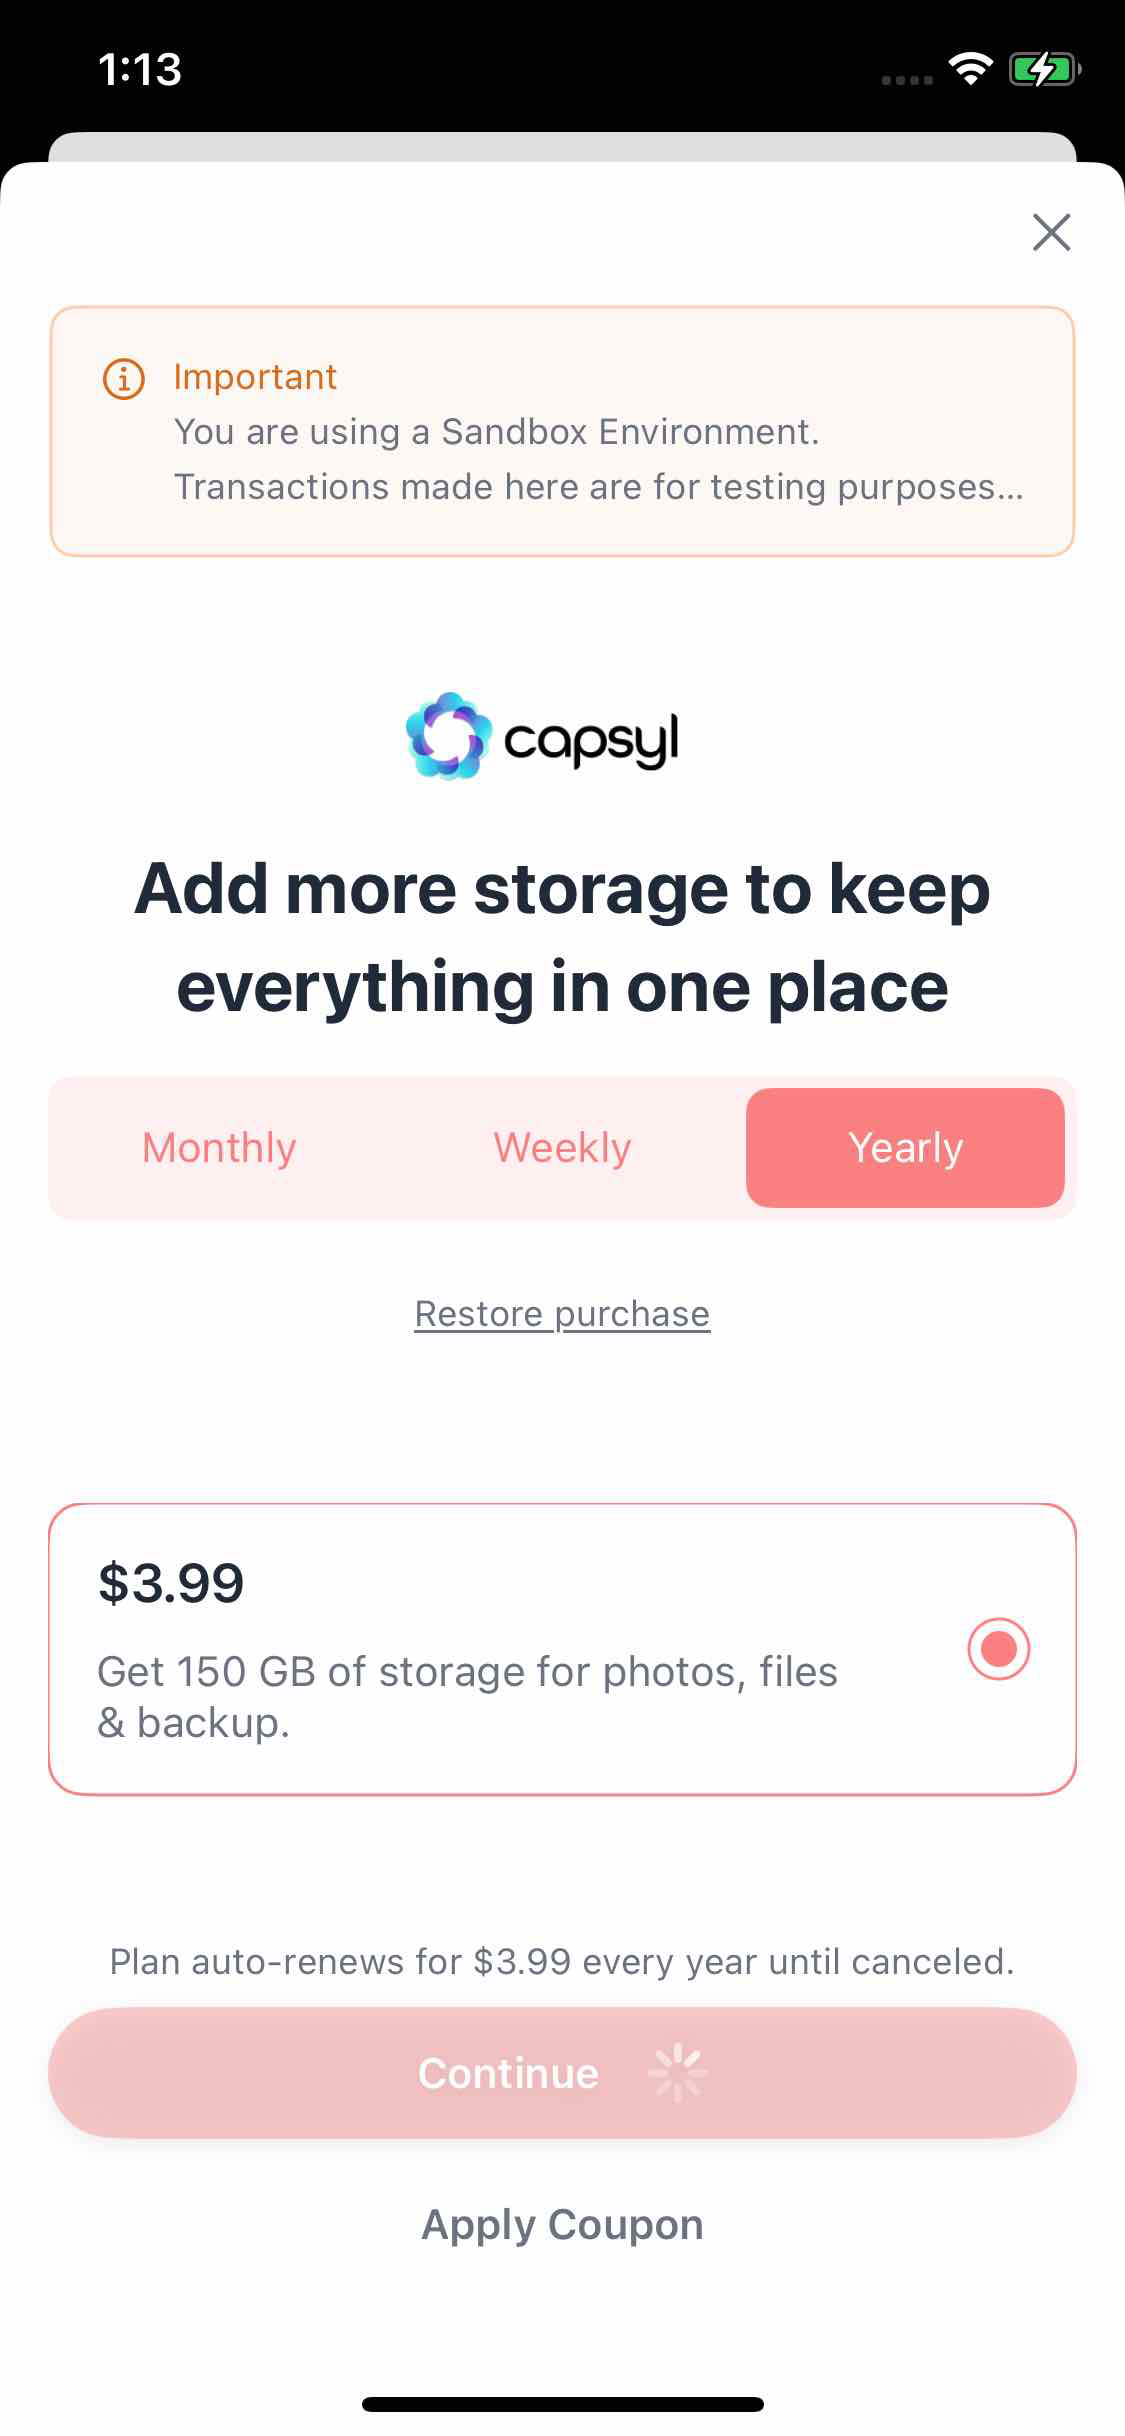 1:13
Important
You are using a Sandbox Environment.
Transactions made here are for testing purposes...
capsyl
Add more storage to keep
everything in one place
Monthly
Weekly
Yearly
Restore purchase
$3.99
Get 150 GB of storage for photos, files
& backup.
Plan auto-renews for $3.99 every year until canceled.
Continue
Apply Coupon